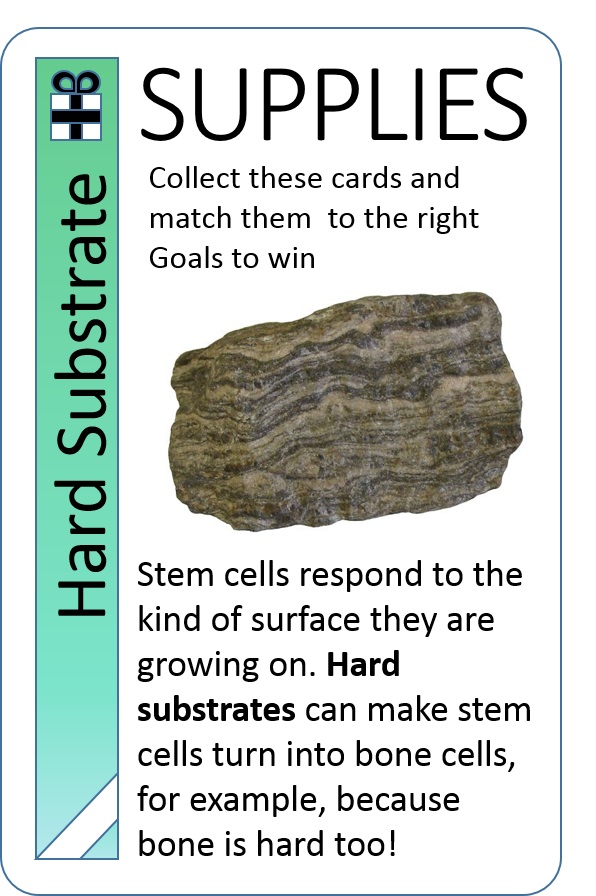 SUPPLIES
Collect these cards and
match them  to the right
Goals to win
Hard Substrate
Stem cells respond to the
kind of surface they are
growing on. Hard
substrates can make stem
cells turn into bone cells,
for example, because
bone is hard too!